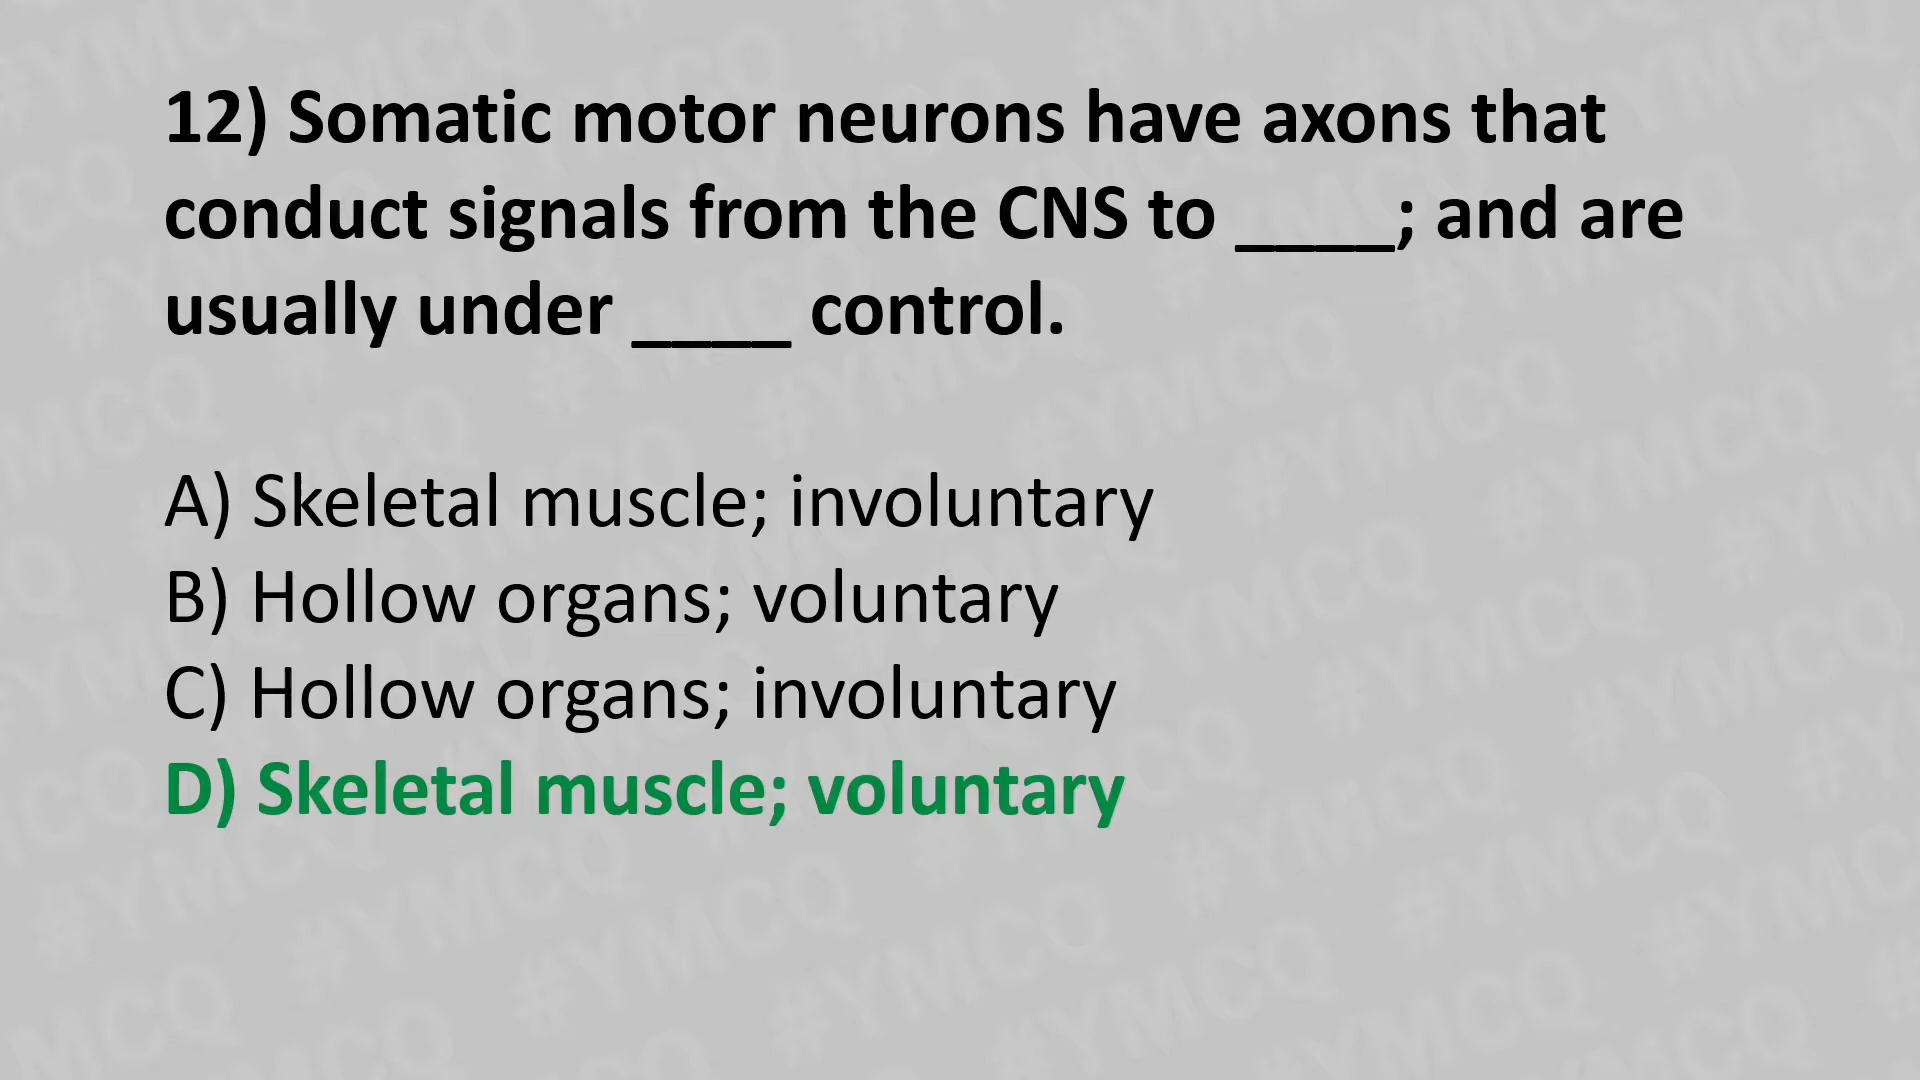 12) Somatic motor neurons have axons that
conduct signals from the CNS to ____; and are
usually under ____ control.
A) Skeletal muscle; involuntary
B) Hollow organs; voluntary
C) Hollow organs; involuntary
D) Skeletal muscle; voluntary
#YMCQ